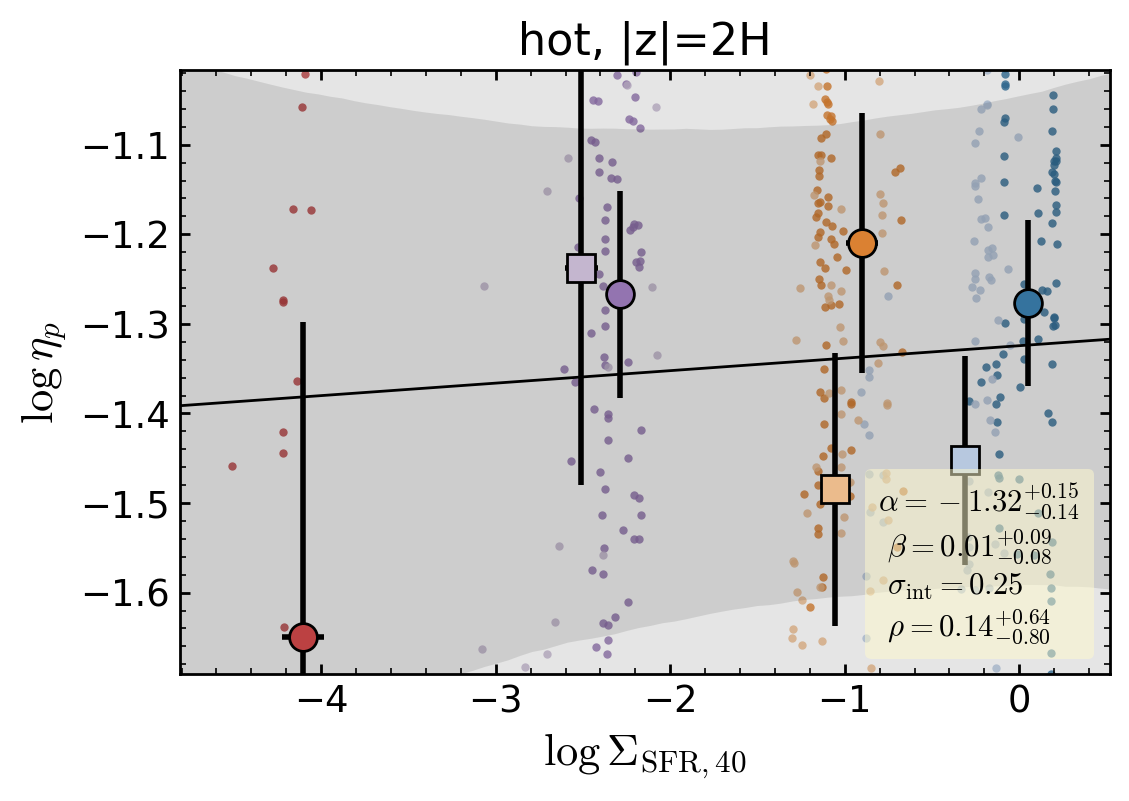 hot, |z|=2H
log η_p
−1.1
−1.2
−1.3
−1.4
−1.5
−1.6
α = −1.32^{+0.15}_{−0.14}
β = 0.01^{+0.09}_{−0.08}
σ_int = 0.25
ρ = 0.14^{+0.64}_{−0.80}
−4 −3 −2 −1 0
log Σ_{SFR, 40}